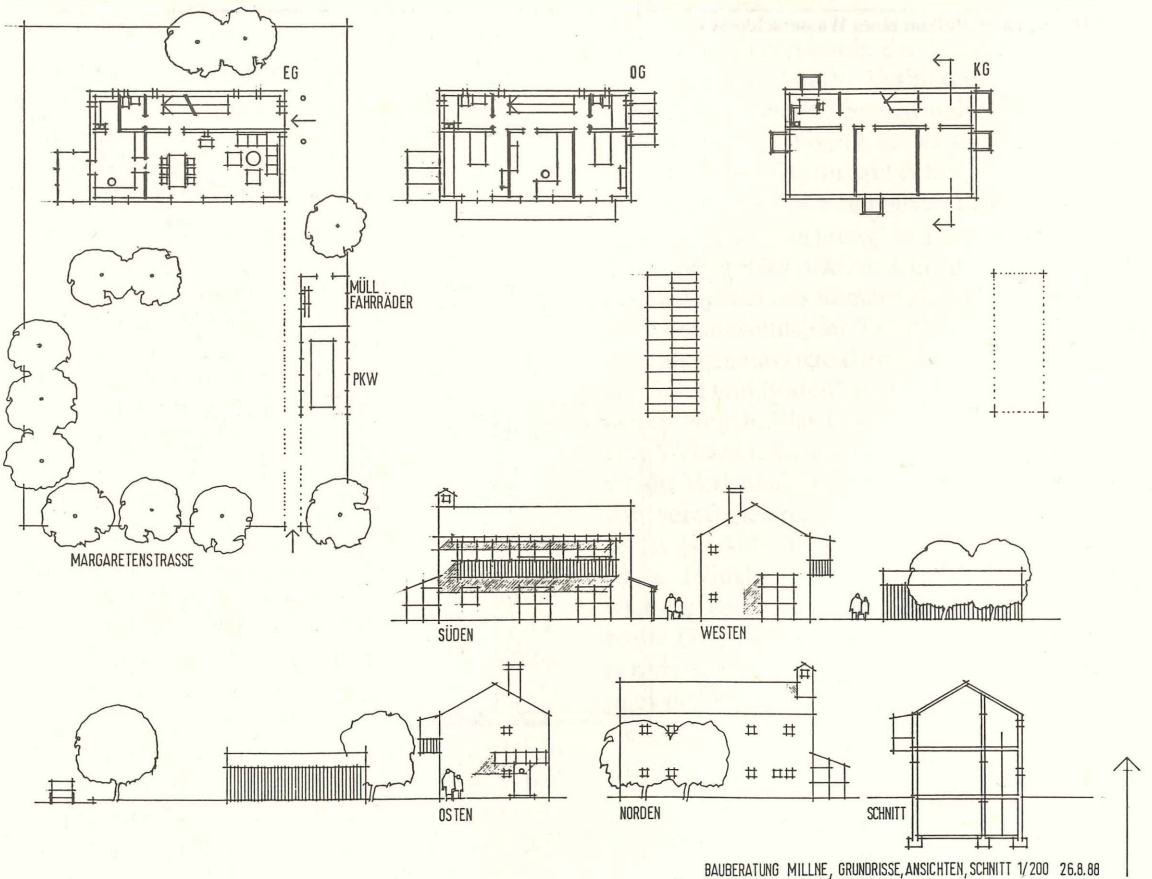 EG
OG
KG
MÜLL
FAHRRÄDER
PKW
MARGARETENSTRASSE
SÜDEN
WESTEN
OSTEN
NORDEN
SCHNITT
BAUBERATUNG MILLNE, GRUNDRISSE, ANSICHTEN, SCHNITT 1/200 26.8.88